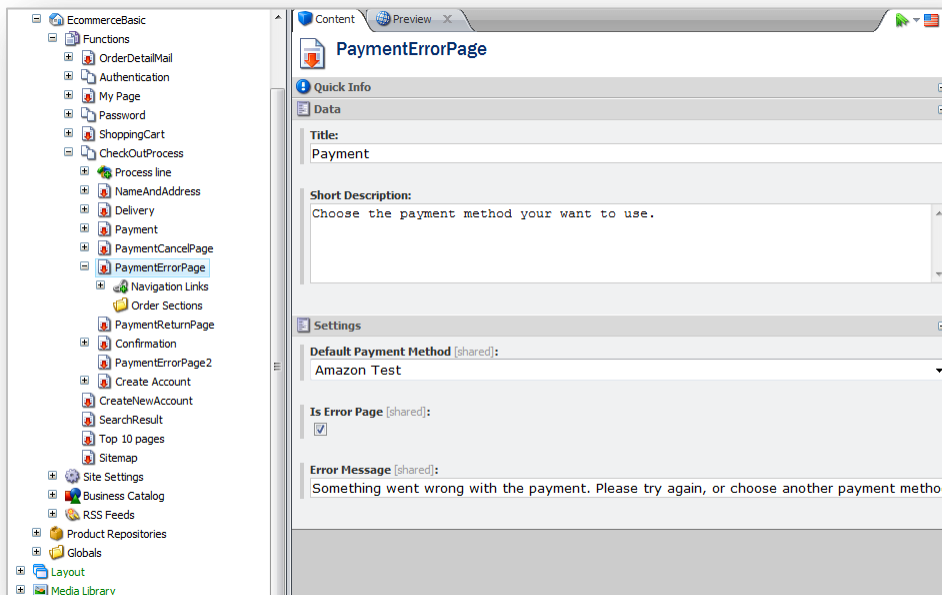 EcommerceBasic
Functions
OrderDetailMail
Authentication
My Page
Password
ShoppingCart
CheckOutProcess
Process line
NameAndAddress
Delivery
Payment
PaymentCancelPage
PaymentErrorPage
Navigation Links
Order Sections
PaymentReturnPage
Confirmation
PaymentErrorPage2
Create Account
CreateNewAccount
SearchResult
Top 10 pages
Sitemap
Site Settings
Business Catalog
RSS Feeds
Product Repositories
Globals
Layout
Media Library
Content Preview
PaymentErrorPage
Quick Info
Data
Title:
Payment
Short Description:
Choose the payment method your want to use.
Settings
Default Payment Method [shared]:
Amazon Test
Is Error Page [shared]:
Error Message [shared]:
Something went wrong with the payment. Please try again, or choose another payment metho